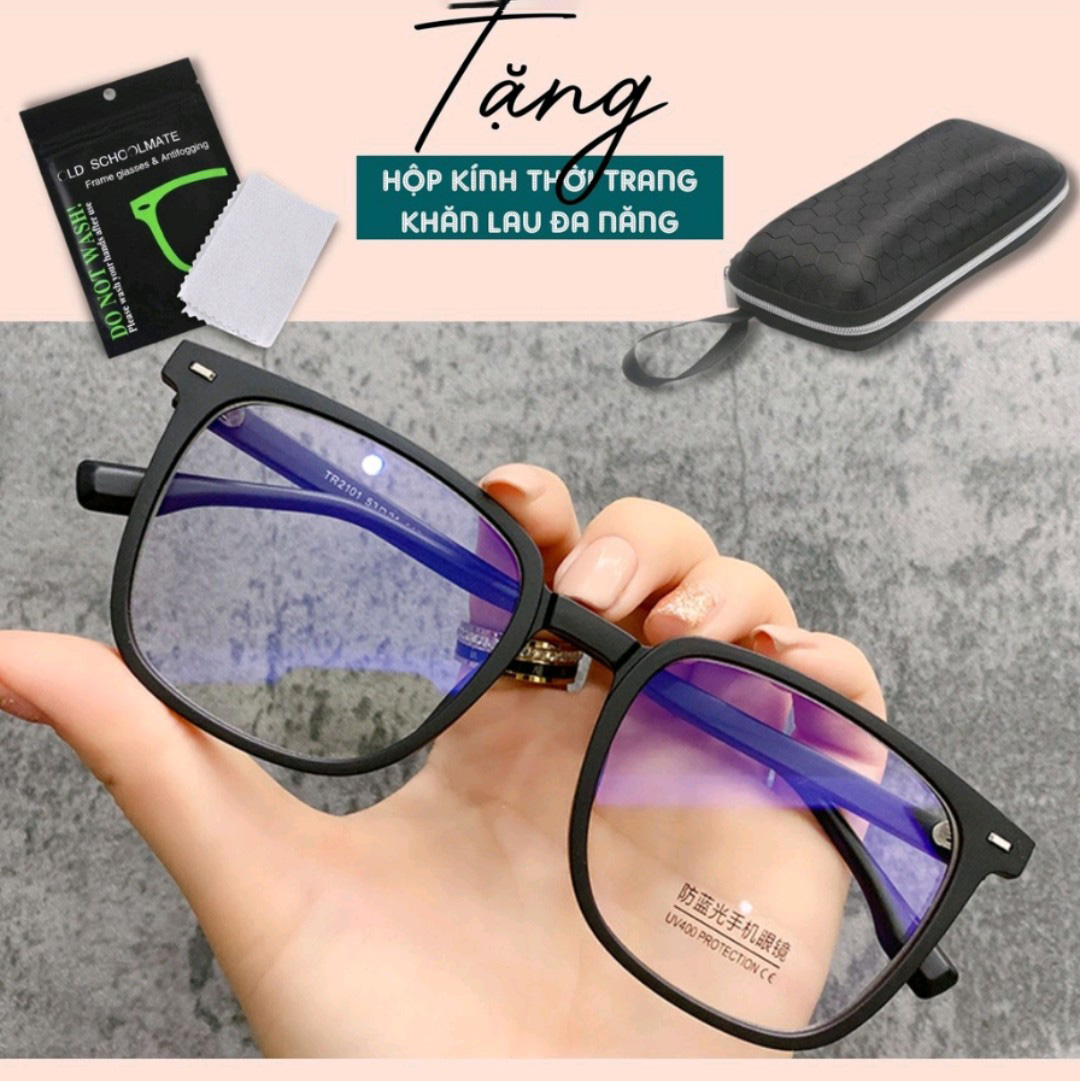 Tặng
HỘP KÍNH THỜI TRANG
KHĂN LAU ĐA NĂNG
OLD SCHOOLMATE
Frame glasses & Antifogging
DO NOT WASH!
Please wash your hands after use
TR2101
防蓝光手机眼镜
UV400 PROTECTION CE